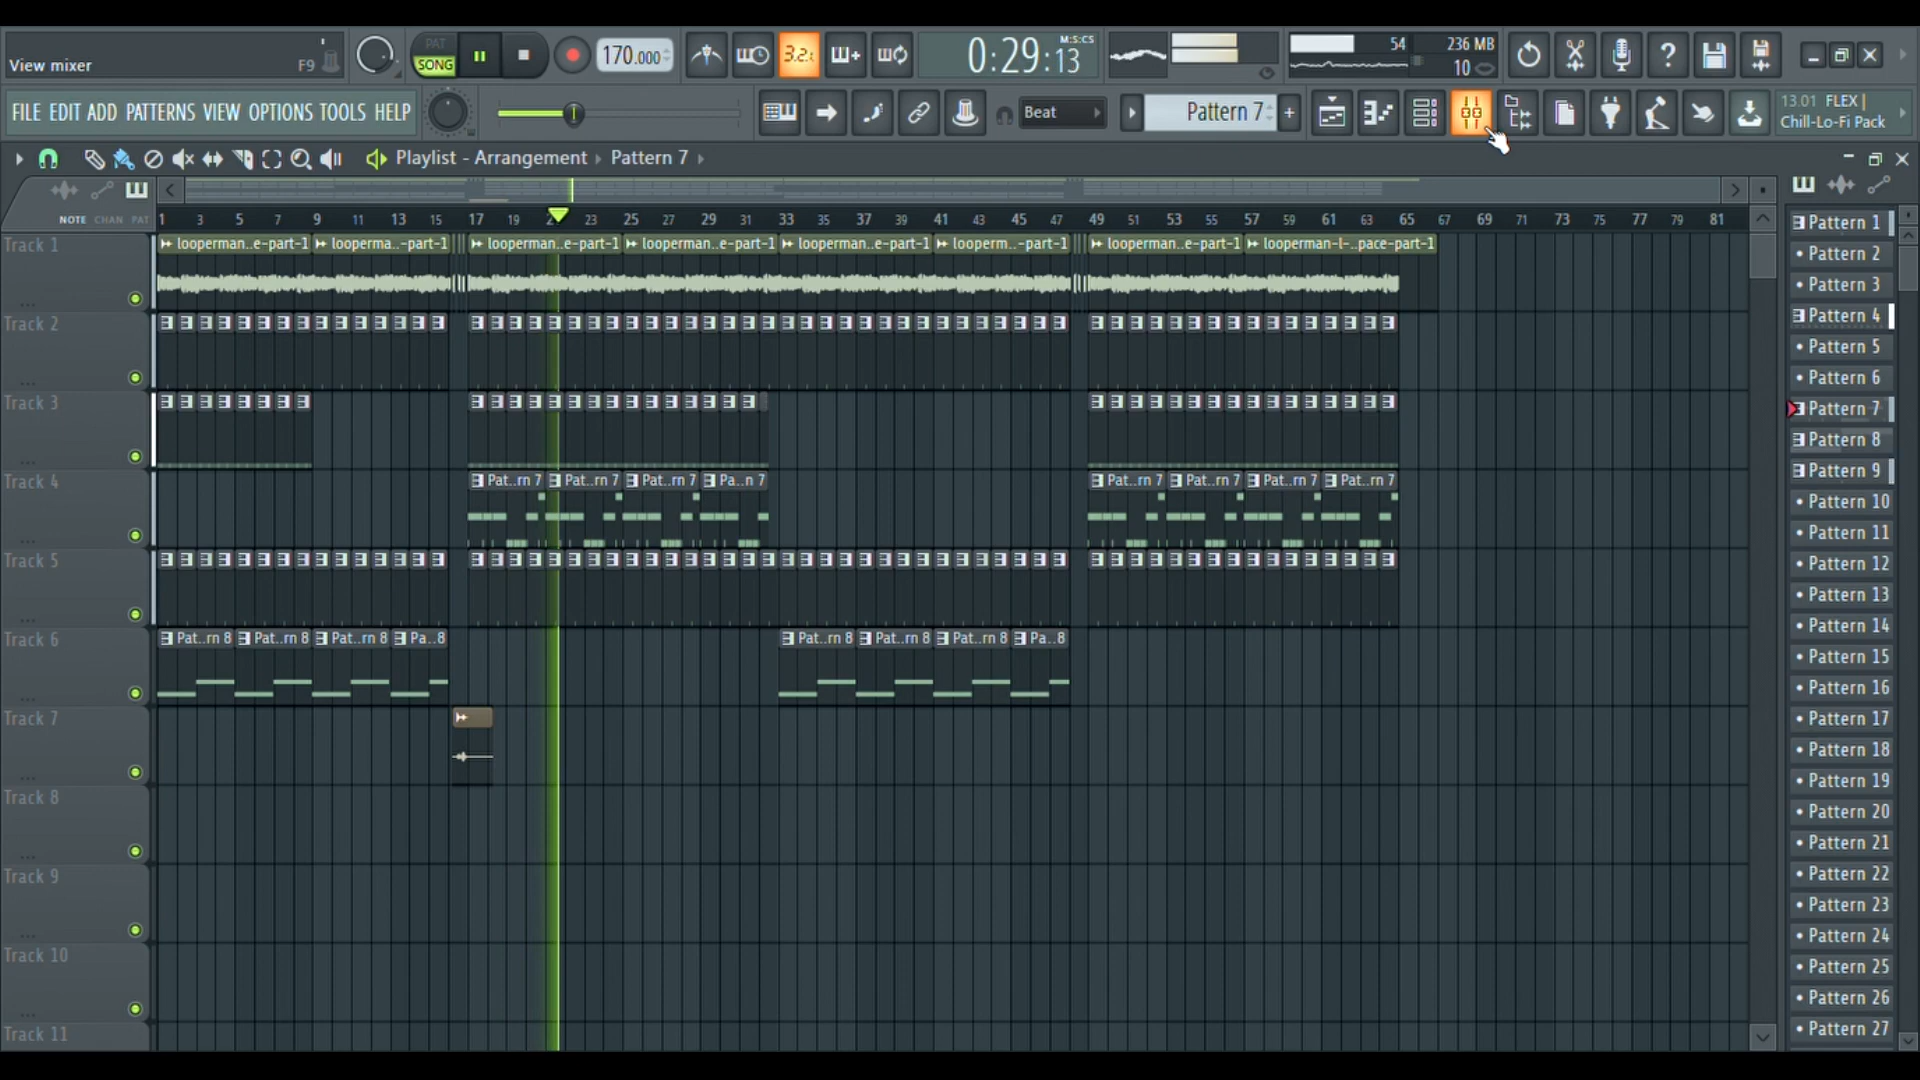 View mixer
F9
PAT
SONG
170.000
3.2.
0:29:13
M:S:CS
54
236 MB
10
?
FILE EDIT ADD PATTERNS VIEW OPTIONS TOOLS HELP
Beat
Pattern 7
+
13.01 FLEX |
Chill-Lo-Fi Pack
Playlist - Arrangement › Pattern 7 ›
NOTE CHAN PAT
1 3 5 7 9 11 13 15 17 19 23 25 27 29 31 33 35 37 39 41 43 45 47 49 51 53 55 57 59 61 63 65 67 69 71 73 75 77 79 81
Track 1
looperman..e-part-1
looperma..-part-1
looperman..e-part-1
looperman..e-part-1
looperman..e-part-1
looperm..-part-1
looperman..e-part-1
looperman-l-..pace-part-1
Track 2
Track 3
Track 4
Pat..rn 7
Pat..rn 7
Pat..rn 7
Pa..n 7
Pat..rn 7
Pat..rn 7
Pat..rn 7
Pat..rn 7
Track 5
Track 6
Pat..rn 8
Pat..rn 8
Pat..rn 8
Pa..8
Pat..rn 8
Pat..rn 8
Pat..rn 8
Pa..8
Track 7
Track 8
Track 9
Track 10
Track 11
Pattern 1
Pattern 2
Pattern 3
Pattern 4
Pattern 5
Pattern 6
Pattern 7
Pattern 8
Pattern 9
Pattern 10
Pattern 11
Pattern 12
Pattern 13
Pattern 14
Pattern 15
Pattern 16
Pattern 17
Pattern 18
Pattern 19
Pattern 20
Pattern 21
Pattern 22
Pattern 23
Pattern 24
Pattern 25
Pattern 26
Pattern 27